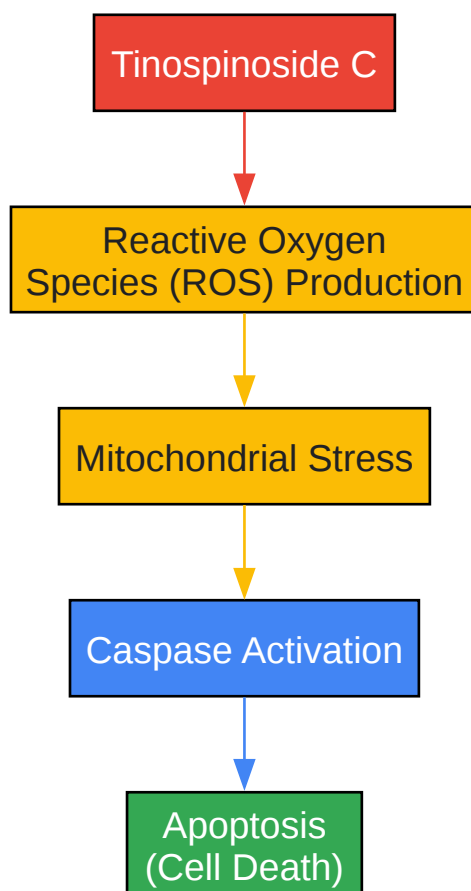 Tinospinoside C
Reactive Oxygen
Species (ROS) Production
Mitochondrial Stress
Caspase Activation
Apoptosis
(Cell Death)